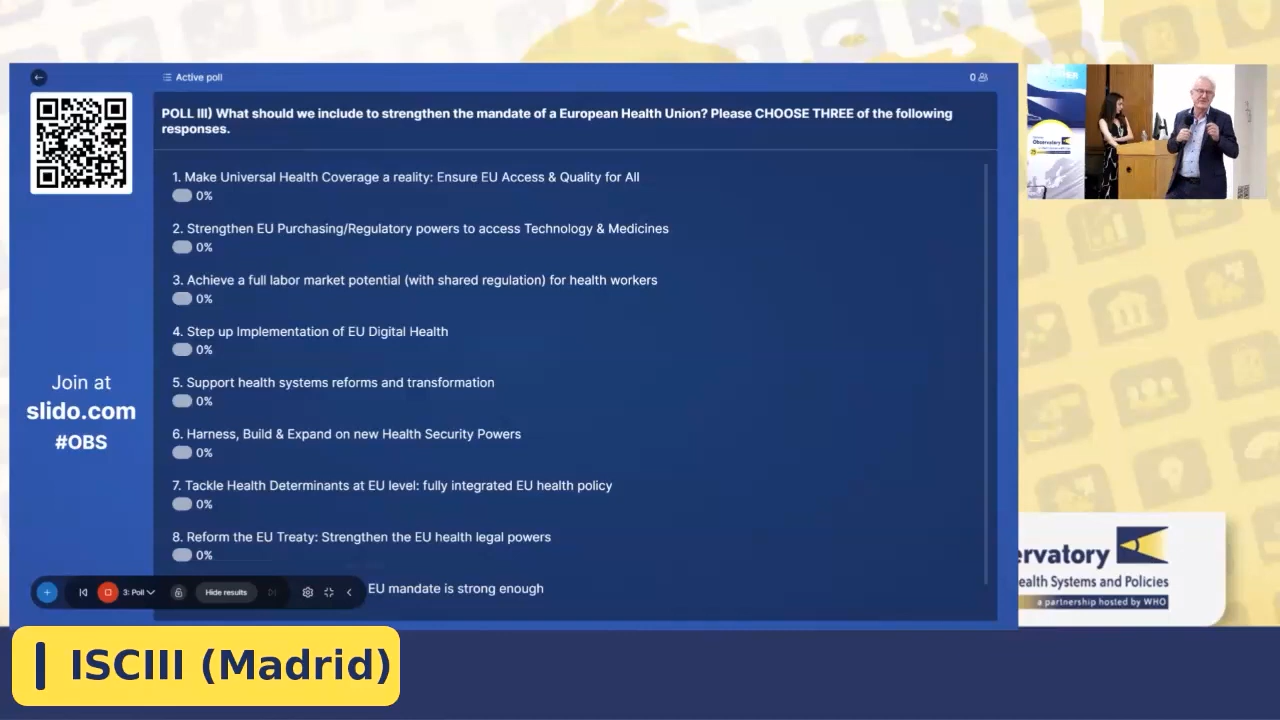 Active poll
0
POLL III) What should we include to strengthen the mandate of a European Health Union? Please CHOOSE THREE of the following
responses.
1. Make Universal Health Coverage a reality: Ensure EU Access & Quality for All
0%
2. Strengthen EU Purchasing/Regulatory powers to access Technology & Medicines
0%
3. Achieve a full labor market potential (with shared regulation) for health workers
0%
4. Step up Implementation of EU Digital Health
0%
5. Support health systems reforms and transformation
0%
6. Harness, Build & Expand on new Health Security Powers
0%
7. Tackle Health Determinants at EU level: fully integrated EU health policy
0%
8. Reform the EU Treaty: Strengthen the EU health legal powers
0%
EU mandate is strong enough
Join at
slido.com
#OBS
3: Poll
Hide results
Observatory
ervatory
ealth Systems and Policies
a partnership hosted by WHO
ISCIII (Madrid)